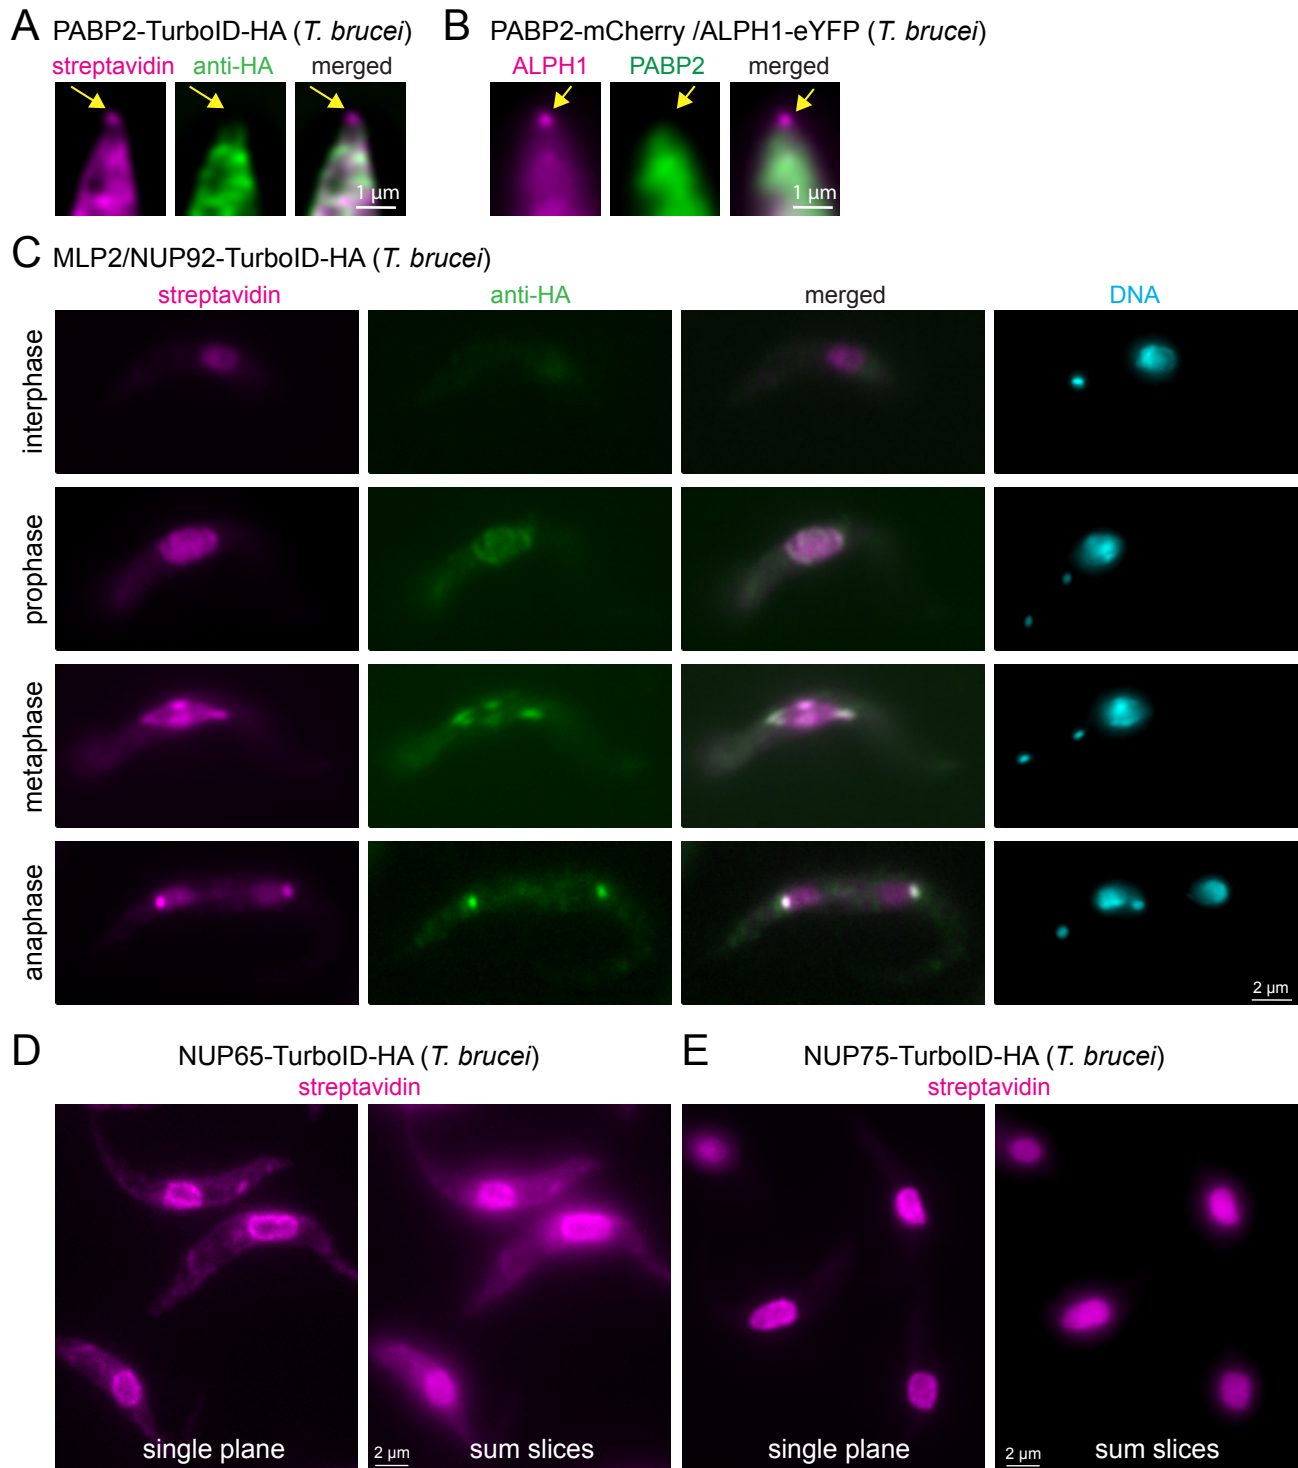 A PABP2-TurboID-HA (T. brucei)
streptavidin anti-HA merged
1 µm
B PABP2-mCherry /ALPH1-eYFP (T. brucei)
ALPH1 PABP2 merged
1 µm
C MLP2/NUP92-TurboID-HA (T. brucei)
streptavidin anti-HA merged DNA
interphase
prophase
metaphase
anaphase
2 µm
D NUP65-TurboID-HA (T. brucei)
streptavidin
single plane
2 µm sum slices
E NUP75-TurboID-HA (T. brucei)
streptavidin
single plane
2 µm sum slices